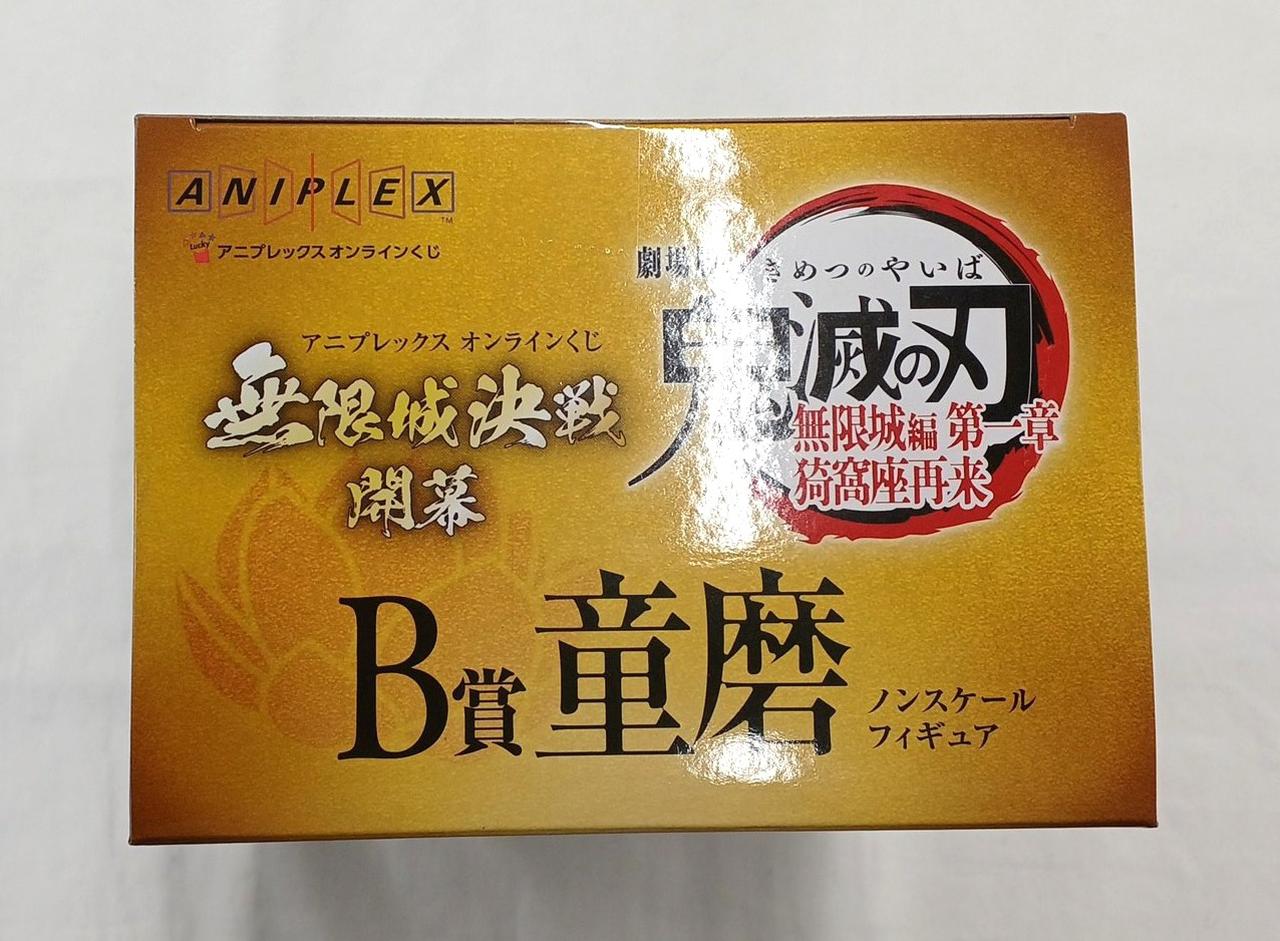 ANIPLEX
TM
Lucky
アニプレックス オンラインくじ
アニプレックス オンラインくじ
無限城決戦
開幕
劇場版
きめつのやいば
鬼滅の刃
無限城編 第一章
猗窩座再来
B賞 童磨
ノンスケール
フィギュア